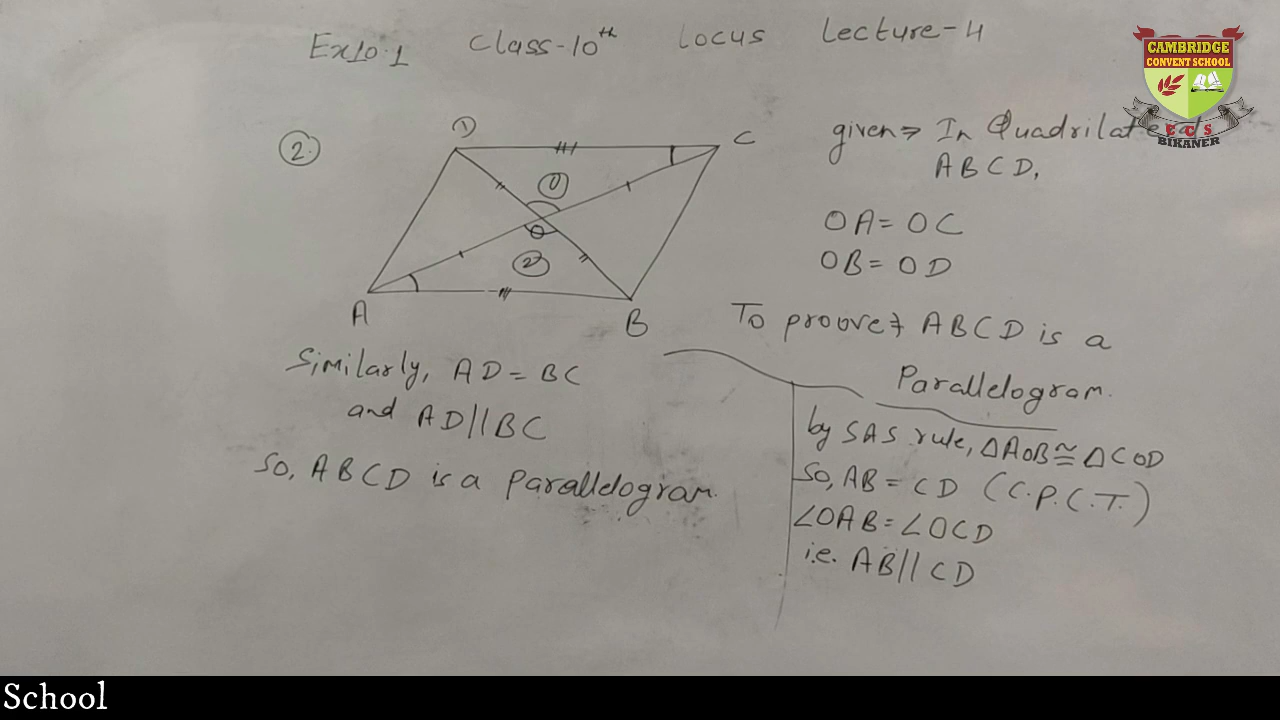 Ex10.1 Class-10th Locus Lecture-4
CAMBRIDGE
CONVENT SCHOOL
C C S
BIKANER
2.
D
C
1
O
2
A
B
given⇒ In Quadrilateral
ABCD,
OA = OC
OB = OD
To proove⇒ ABCD is a
Parallelogram.
by SAS rule, ΔAOB ≅ ΔCOD
So, AB = CD (C.P.C.T.)
∠OAB = ∠OCD
i.e. AB || CD
Similarly, AD = BC
and AD || BC
So, ABCD is a parallelogram.
School